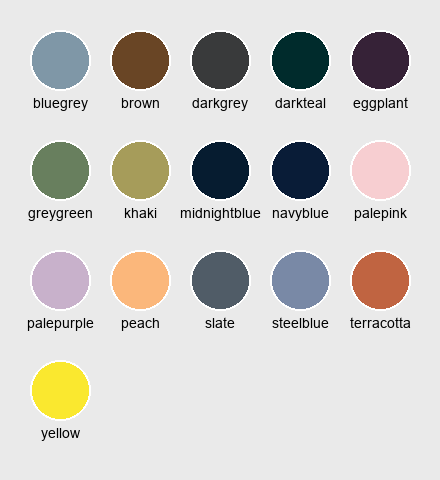 bluegrey brown darkgrey darkteal eggplant
greygreen khaki midnightblue navyblue palepink
palepurple peach slate steelblue terracotta
yellow